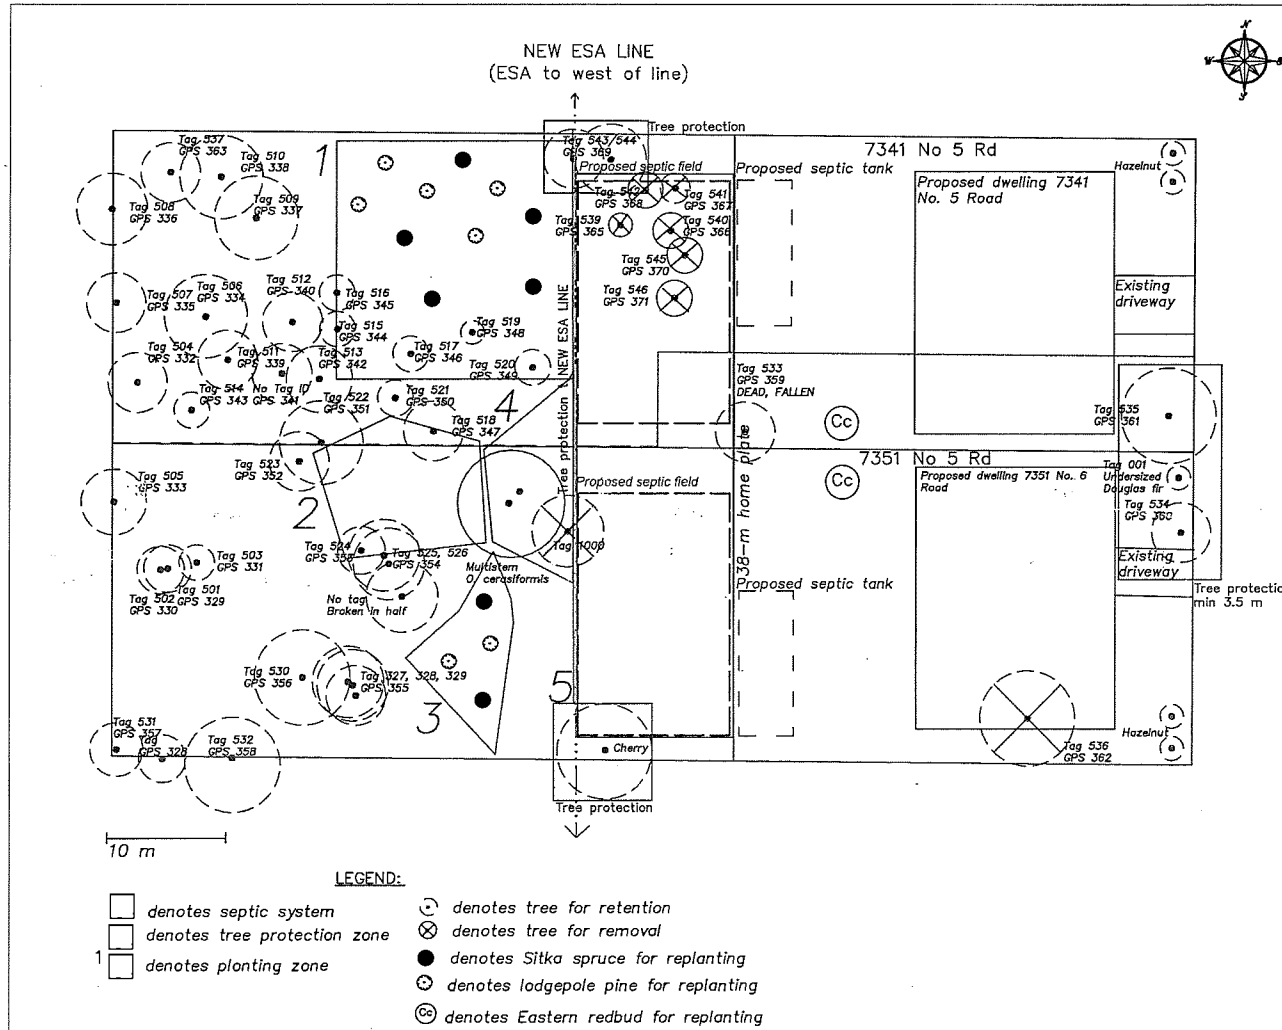 NEW ESA LINE
(ESA to west of line)
N
W
S
Tree protection
7341 No 5 Rd
Hazelnut
Tag 537
GPS 363
Tag 510
GPS 338
1
Tag 543/544
GPS 369
Proposed septic field
Proposed septic tank
Proposed dwelling 7341
No. 5 Road
Tag 508
GPS 336
Tag 509
GPS 337
GPS 368
Tag 541
GPS 367
Tag 539
GPS 365
Tag 540
GPS 366
Tag 545
GPS 370
Tag 546
GPS 371
Tag 507
GPS 335
Tag 506
GPS 334
Tag 512
GPS 340
Tag 516
GPS 345
Existing
driveway
Tag 515
GPS 344
Tag 519
GPS 348
Tag 504
GPS 332
Tag 511
GPS 339
Tag 513
GPS 342
Tag 517
GPS 346
Tag 520
GPS 349
NEW ESA LINE
Tree protection
Tag 533
GPS 359
DEAD, FALLEN
Tag 514
GPS 343
No Tag ID
GPS 341
Tag 522
GPS 351
Tag 521
GPS 350
4
Tag 518
GPS 347
Cc
Tag 535
GPS 361
38-m home plate
7351 No 5 Rd
Tag 523
GPS 352
Tag 505
GPS 333
Proposed septic field
Cc
Proposed dwelling 7351 No. 6
Road
Tag 001
Undersized
Douglas fir
Tag 534
GPS 360
2
Tag 1000
Tag 524
GPS 353
Tag 525, 526
GPS 354
Tag 503
GPS 331
Multistem
O. cerasiformis
Existing
driveway
Tag 501
GPS 329
Tag 502
GPS 330
No tag
Broken in half
Proposed septic tank
Tree protection
min 3.5 m
Tag 530
GPS 356
Tag 327, 328, 329
GPS 355
3
5
Tag 531
GPS 357
Tag
GPS 328
Tag 532
GPS 358
Cherry
Hazelnut
Tag 536
GPS 362
Tree protection
10 m
LEGEND:
denotes septic system
denotes tree protection zone
1
denotes planting zone
denotes tree for retention
denotes tree for removal
denotes Sitka spruce for replanting
denotes lodgepole pine for replanting
Cc denotes Eastern redbud for replanting